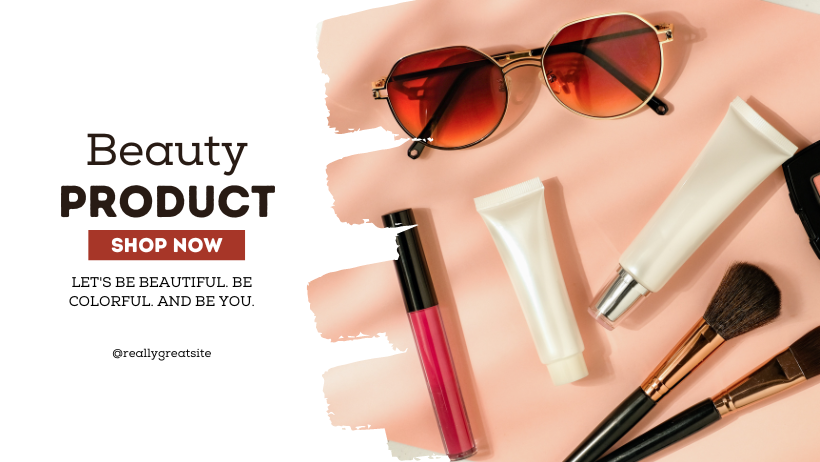 Beauty
PRODUCT
SHOP NOW
LET'S BE BEAUTIFUL. BE
COLORFUL. AND BE YOU.
@reallygreatsite